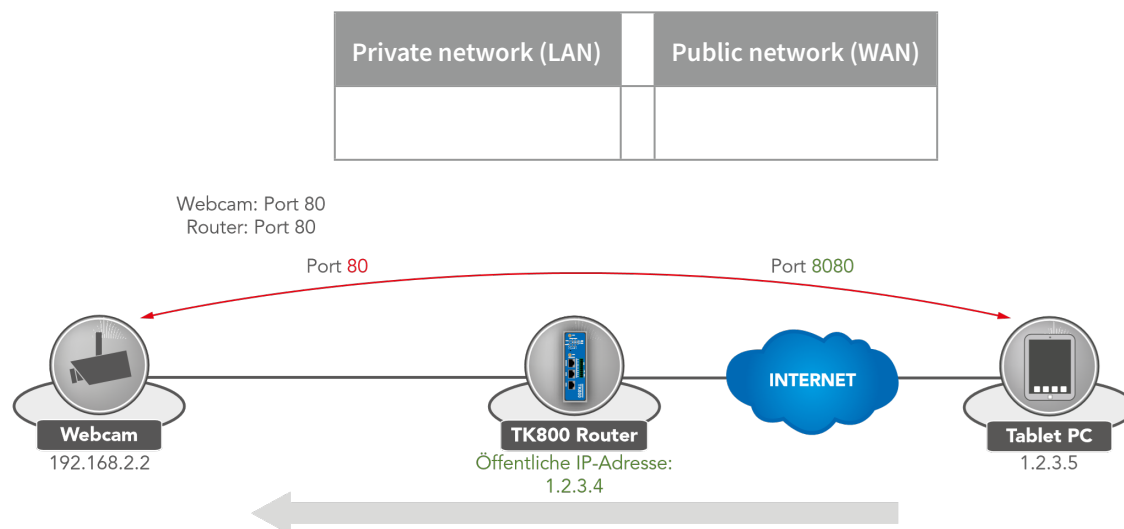 Private network (LAN)
Public network (WAN)
Webcam: Port 80
Router: Port 80
Port 80
Port 8080
INTERNET
Webcam
TK800 Router
Tablet PC
192.168.2.2
Öffentliche IP-Adresse:
1.2.3.4
1.2.3.5